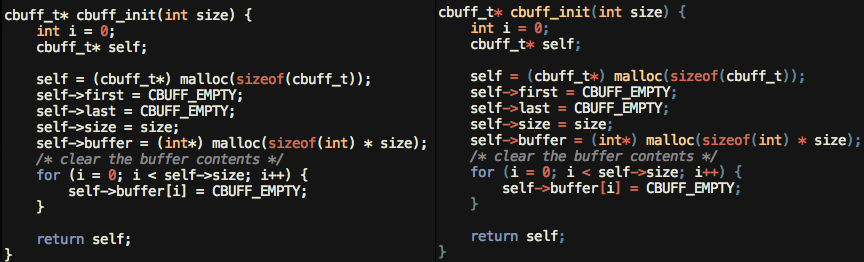 cbuff_t* cbuff_init(int size) {
    int i = 0;
    cbuff_t* self;

    self = (cbuff_t*) malloc(sizeof(cbuff_t));
    self->first = CBUFF_EMPTY;
    self->last = CBUFF_EMPTY;
    self->size = size;
    self->buffer = (int*) malloc(sizeof(int) * size);
    /* clear the buffer contents */
    for (i = 0; i < self->size; i++) {
        self->buffer[i] = CBUFF_EMPTY;
    }

    return self;
}
cbuff_t* cbuff_init(int size) {
    int i = 0;
    cbuff_t* self;

    self = (cbuff_t*) malloc(sizeof(cbuff_t));
    self->first = CBUFF_EMPTY;
    self->last = CBUFF_EMPTY;
    self->size = size;
    self->buffer = (int*) malloc(sizeof(int) * size);
    /* clear the buffer contents */
    for (i = 0; i < self->size; i++) {
        self->buffer[i] = CBUFF_EMPTY;
    }

    return self;
}